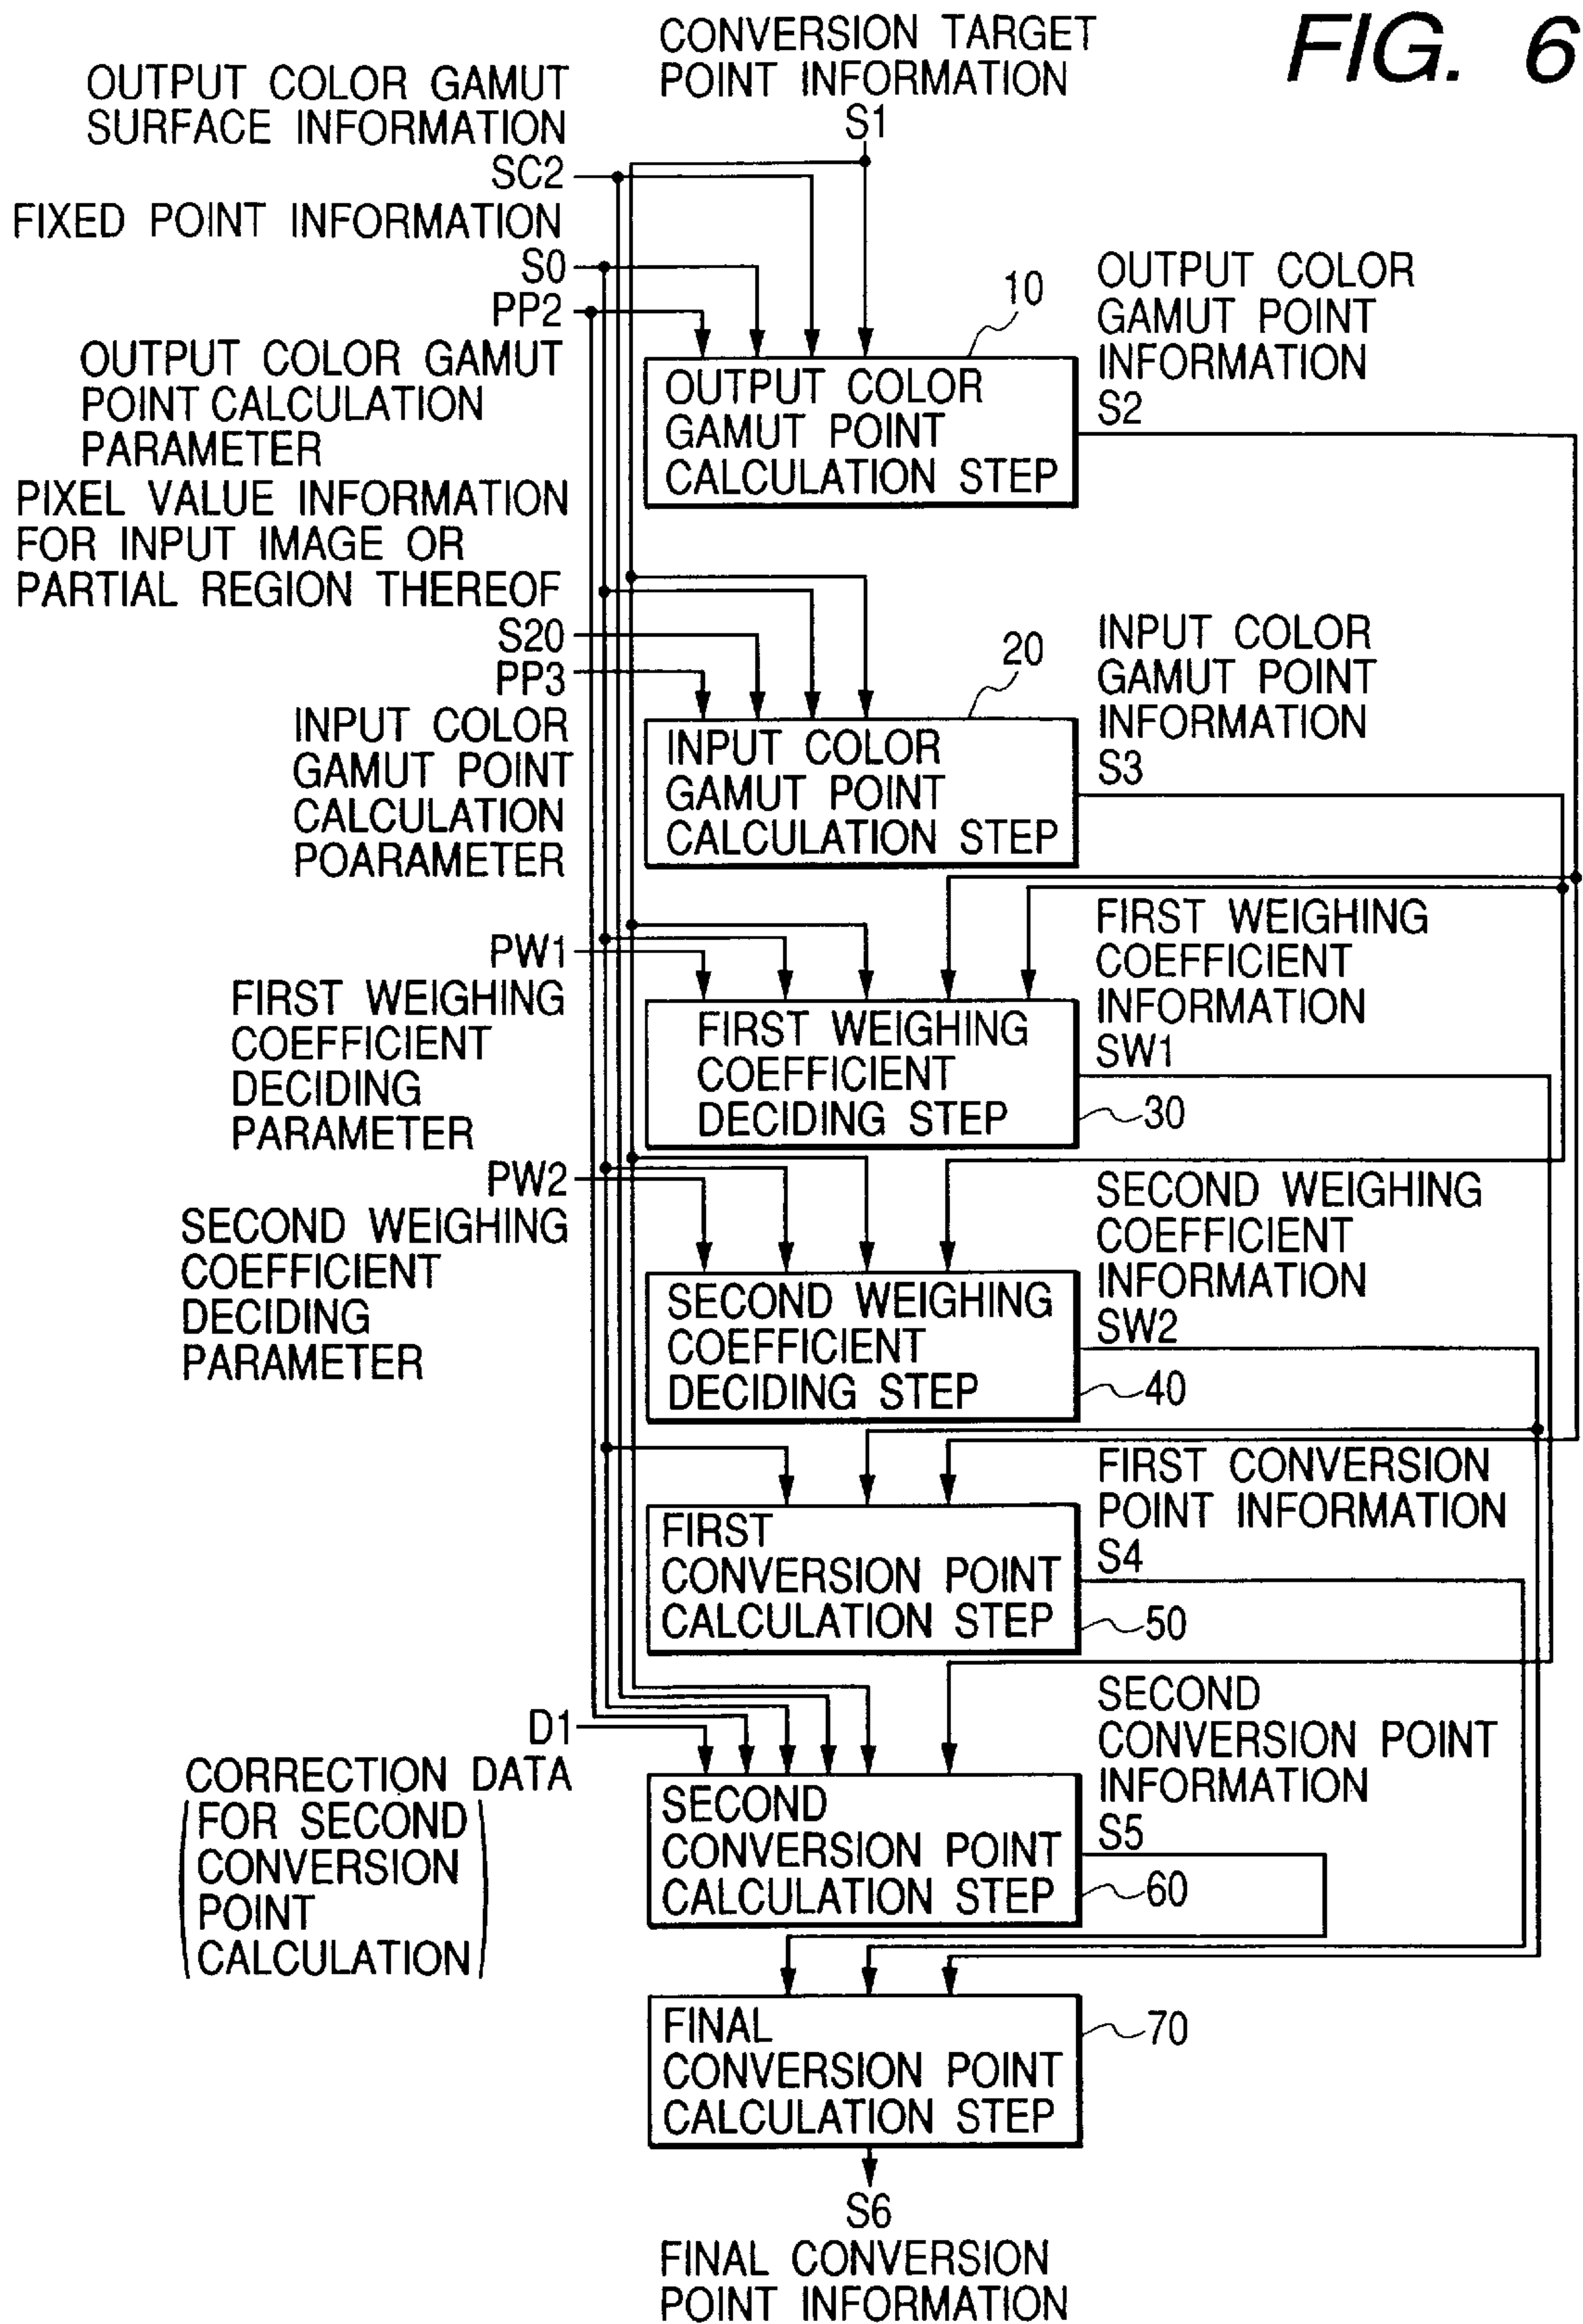 FIG. 6
CONVERSION TARGET
POINT INFORMATION
S1
OUTPUT COLOR GAMUT
SURFACE INFORMATION
SC2
FIXED POINT INFORMATION
S0
PP2
OUTPUT COLOR GAMUT
POINT CALCULATION
PARAMETER
10
OUTPUT COLOR
GAMUT POINT
CALCULATION STEP
OUTPUT COLOR
GAMUT POINT
INFORMATION
S2
PIXEL VALUE INFORMATION
FOR INPUT IMAGE OR
PARTIAL REGION THEREOF
S20
PP3
INPUT COLOR
GAMUT POINT
CALCULATION
POARAMETER
20
INPUT COLOR
GAMUT POINT
CALCULATION STEP
INPUT COLOR
GAMUT POINT
INFORMATION
S3
PW1
FIRST WEIGHING
COEFFICIENT
DECIDING
PARAMETER
FIRST WEIGHING
COEFFICIENT
DECIDING STEP
30
FIRST WEIGHING
COEFFICIENT
INFORMATION
SW1
PW2
SECOND WEIGHING
COEFFICIENT
DECIDING
PARAMETER
SECOND WEIGHING
COEFFICIENT
DECIDING STEP
40
SECOND WEIGHING
COEFFICIENT
INFORMATION
SW2
FIRST
CONVERSION POINT
CALCULATION STEP
50
FIRST CONVERSION
POINT INFORMATION
S4
D1
CORRECTION DATA
(FOR SECOND
CONVERSION
POINT
CALCULATION)
SECOND
CONVERSION POINT
CALCULATION STEP
60
SECOND
CONVERSION POINT
INFORMATION
S5
FINAL
CONVERSION POINT
CALCULATION STEP
70
S6
FINAL CONVERSION
POINT INFORMATION